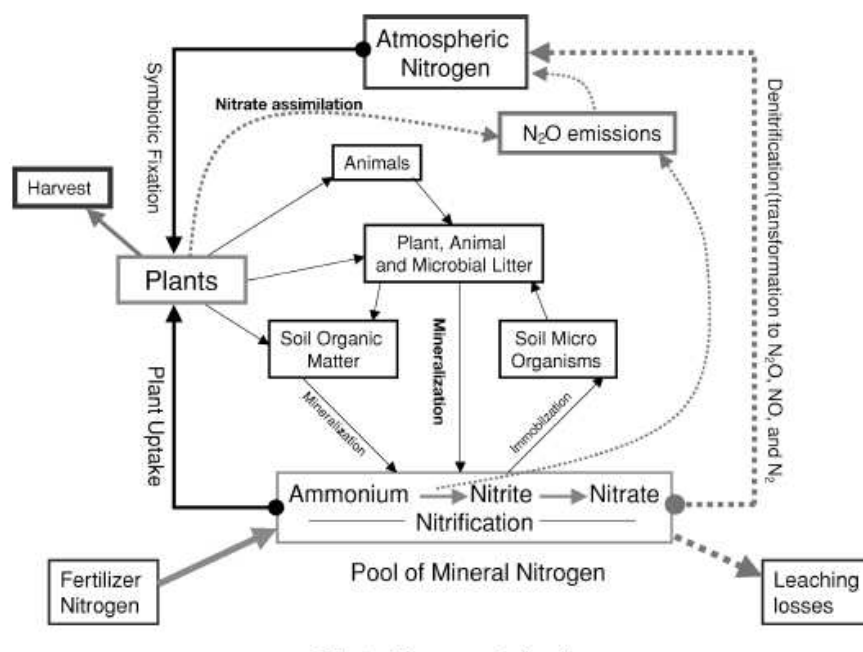 Atmospheric
Nitrogen
Symbiotic Fixation
Nitrate assimilation
N₂O emissions
Denitrification(transformation to N₂O, NO, and N₂
Animals
Harvest
Plant, Animal
and Microbial Litter
Plants
Soil Organic
Matter
Mineralization
Soil Micro
Organisms
Plant Uptake
Mineralization
Immobilzation
Ammonium
Nitrite
Nitrate
Nitrification
Fertilizer
Nitrogen
Pool of Mineral Nitrogen
Leaching
losses